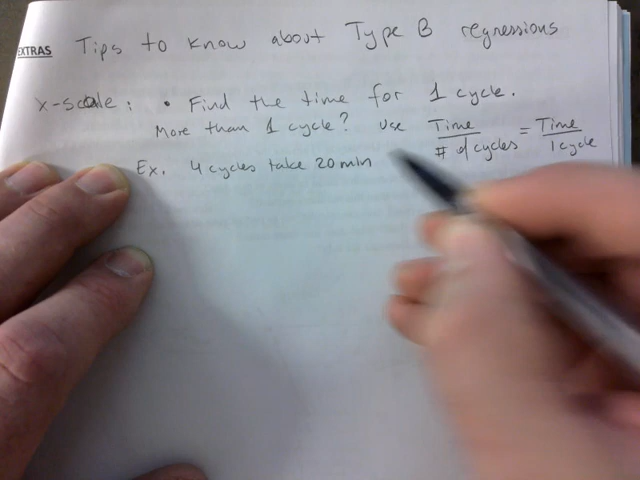 EXTRAS Tips to know about Type B regressions
x-scale: • Find the time for 1 cycle.
More than 1 cycle? Use Time / # of cycles = Time / 1 cycle
Ex. 4 cycles take 20 min